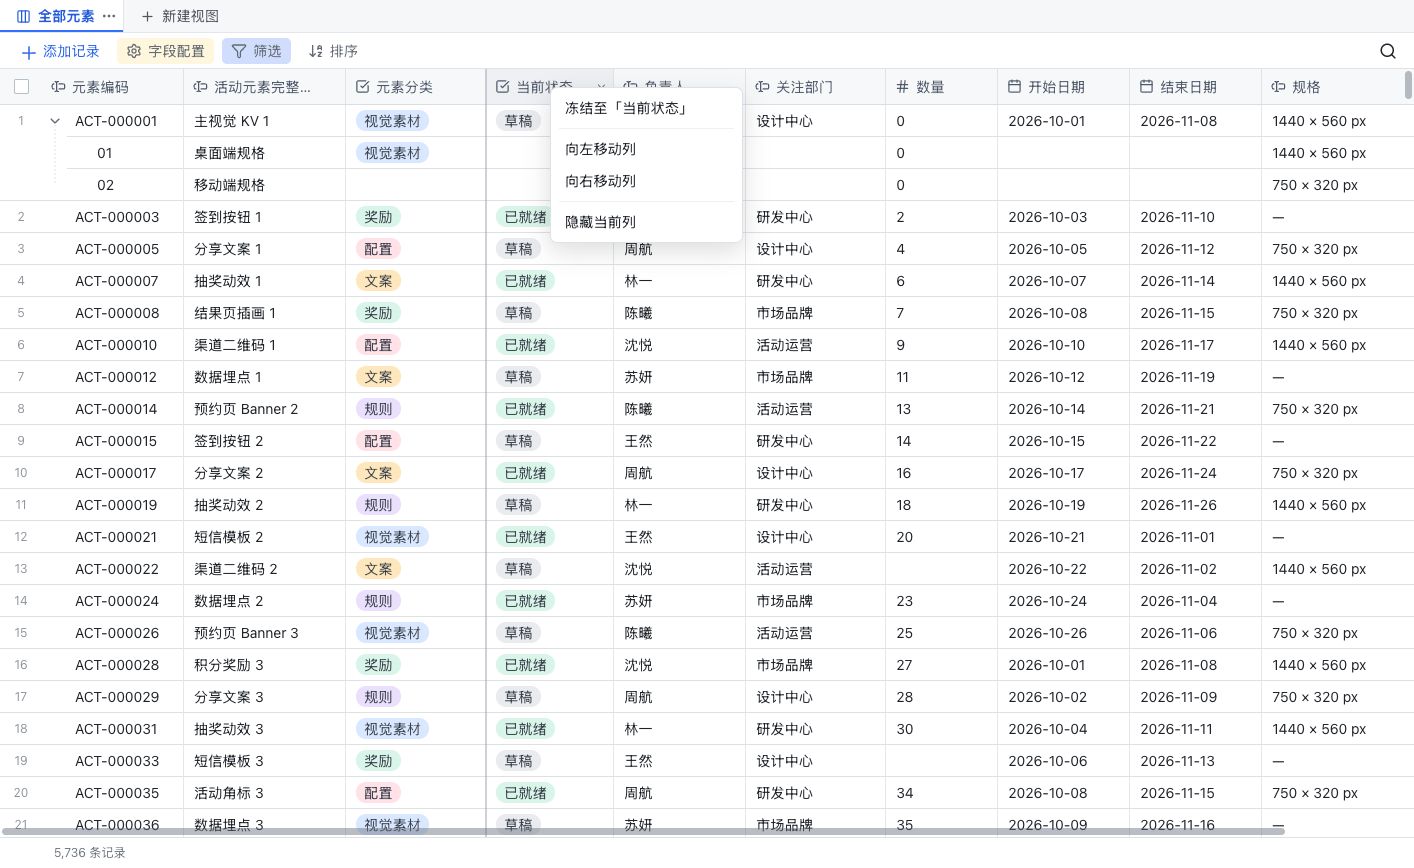 全部元素 ··· + 新建视图
+ 添加记录 字段配置 筛选 排序
元素编码 活动元素完整... 元素分类 当前状态 负责人 关注部门 # 数量 开始日期 结束日期 规格
冻结至「当前状态」
向左移动列
向右移动列
隐藏当前列
1 ACT-000001 主视觉 KV 1 视觉素材 草稿 设计中心 0 2026-10-01 2026-11-08 1440 × 560 px
01 桌面端规格 视觉素材 0 1440 × 560 px
02 移动端规格 0 750 × 320 px
2 ACT-000003 签到按钮 1 奖励 已就绪 研发中心 2 2026-10-03 2026-11-10 —
3 ACT-000005 分享文案 1 配置 草稿 周航 设计中心 4 2026-10-05 2026-11-12 750 × 320 px
4 ACT-000007 抽奖动效 1 文案 已就绪 林一 研发中心 6 2026-10-07 2026-11-14 1440 × 560 px
5 ACT-000008 结果页插画 1 奖励 草稿 陈曦 市场品牌 7 2026-10-08 2026-11-15 750 × 320 px
6 ACT-000010 渠道二维码 1 配置 已就绪 沈悦 活动运营 9 2026-10-10 2026-11-17 1440 × 560 px
7 ACT-000012 数据埋点 1 文案 草稿 苏妍 市场品牌 11 2026-10-12 2026-11-19 —
8 ACT-000014 预约页 Banner 2 规则 已就绪 陈曦 活动运营 13 2026-10-14 2026-11-21 750 × 320 px
9 ACT-000015 签到按钮 2 配置 草稿 王然 研发中心 14 2026-10-15 2026-11-22 —
10 ACT-000017 分享文案 2 文案 已就绪 周航 设计中心 16 2026-10-17 2026-11-24 750 × 320 px
11 ACT-000019 抽奖动效 2 规则 草稿 林一 研发中心 18 2026-10-19 2026-11-26 1440 × 560 px
12 ACT-000021 短信模板 2 视觉素材 已就绪 王然 设计中心 20 2026-10-21 2026-11-01 —
13 ACT-000022 渠道二维码 2 文案 草稿 沈悦 活动运营 2026-10-22 2026-11-02 1440 × 560 px
14 ACT-000024 数据埋点 2 规则 已就绪 苏妍 市场品牌 23 2026-10-24 2026-11-04 —
15 ACT-000026 预约页 Banner 3 视觉素材 草稿 陈曦 活动运营 25 2026-10-26 2026-11-06 750 × 320 px
16 ACT-000028 积分奖励 3 奖励 已就绪 沈悦 市场品牌 27 2026-10-01 2026-11-08 1440 × 560 px
17 ACT-000029 分享文案 3 规则 草稿 周航 设计中心 28 2026-10-02 2026-11-09 750 × 320 px
18 ACT-000031 抽奖动效 3 视觉素材 已就绪 林一 研发中心 30 2026-10-04 2026-11-11 1440 × 560 px
19 ACT-000033 短信模板 3 奖励 草稿 王然 设计中心 2026-10-06 2026-11-13 —
20 ACT-000035 活动角标 3 配置 已就绪 周航 研发中心 34 2026-10-08 2026-11-15 750 × 320 px
21 ACT-000036 数据埋点 3 视觉素材 草稿 苏妍 市场品牌 35 2026-10-09 2026-11-16 —
5,736 条记录